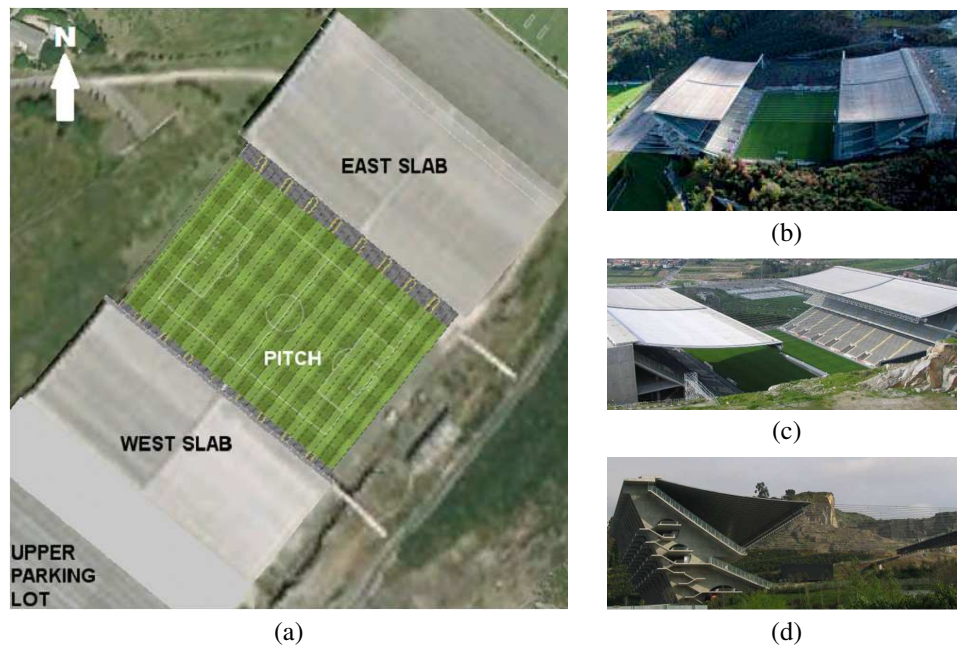 N
EAST SLAB
PITCH
WEST SLAB
UPPER
PARKING
LOT
(a)
(b)
(c)
(d)